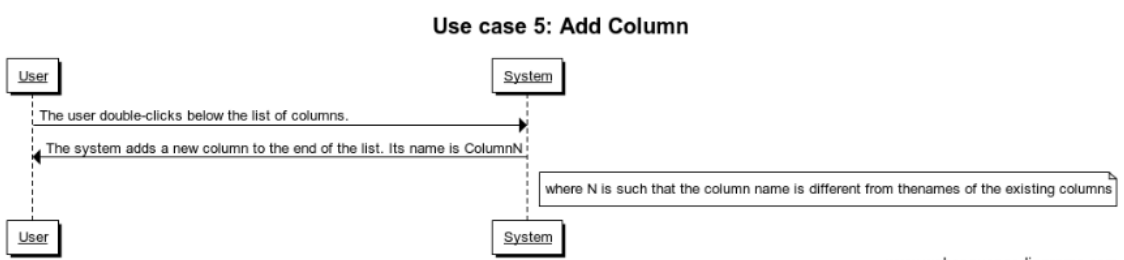 Use case 5: Add Column
User
System
The user double-clicks below the list of columns.
The system adds a new column to the end of the list. Its name is ColumnN
where N is such that the column name is different from thenames of the existing columns
User
System